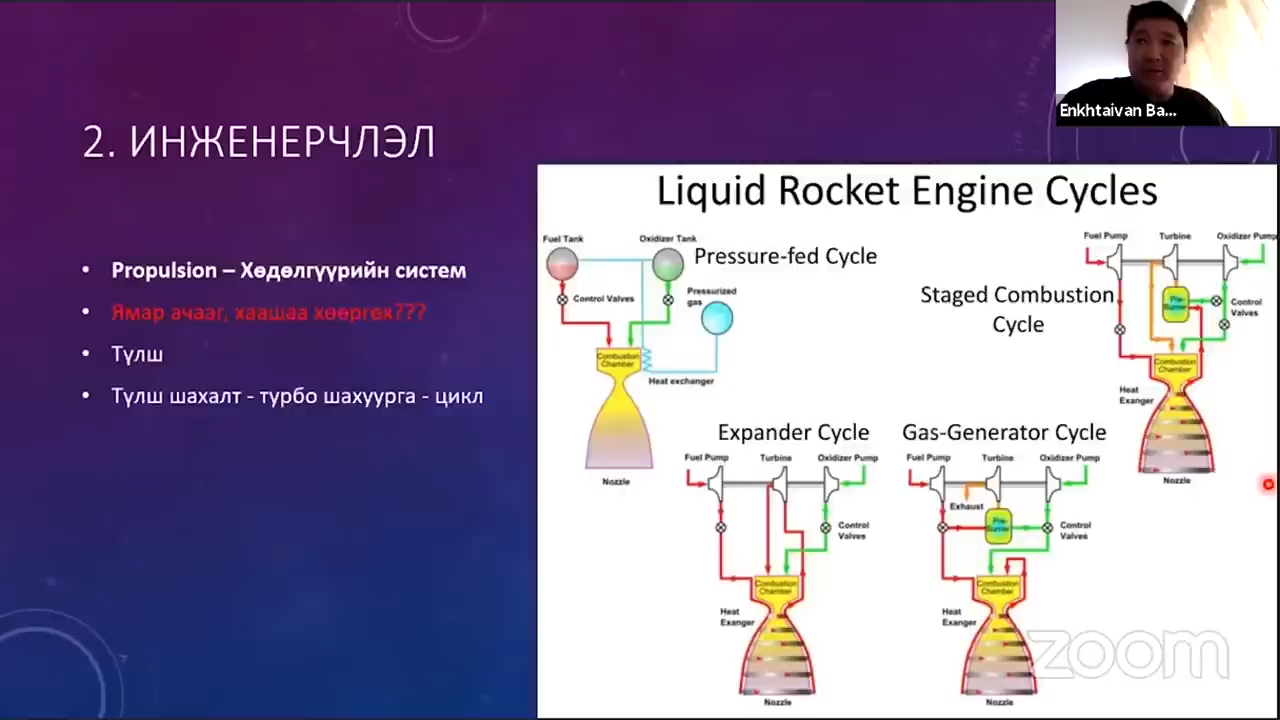 Enkhtaivan Ba...
2. ИНЖЕНЕРЧЛЭЛ
• Propulsion – Хөдөлгүүрийн систем
• Ямар ачааг, хаашаа хөөргөх???
• Түлш
• Түлш шахалт - турбо шахуурга - цикл
Liquid Rocket Engine Cycles
Fuel Tank
Oxidizer Tank
Pressure-fed Cycle
Control Valves
Pressurized
gas
Combustion
Chamber
Heat exchanger
Nozzle
Staged Combustion
Cycle
Fuel Pump
Turbine
Oxidizer Pump
Pre-
Burner
Control
Valves
Combustion
Chamber
Heat
Exanger
Nozzle
Expander Cycle
Fuel Pump
Turbine
Oxidizer Pump
Control
Valves
Combustion
Chamber
Heat
Exanger
Nozzle
Gas-Generator Cycle
Fuel Pump
Turbine
Oxidizer Pump
Exhaust
Pre-
Burner
Control
Valves
Combustion
Chamber
Heat
Exanger
Nozzle
zoom